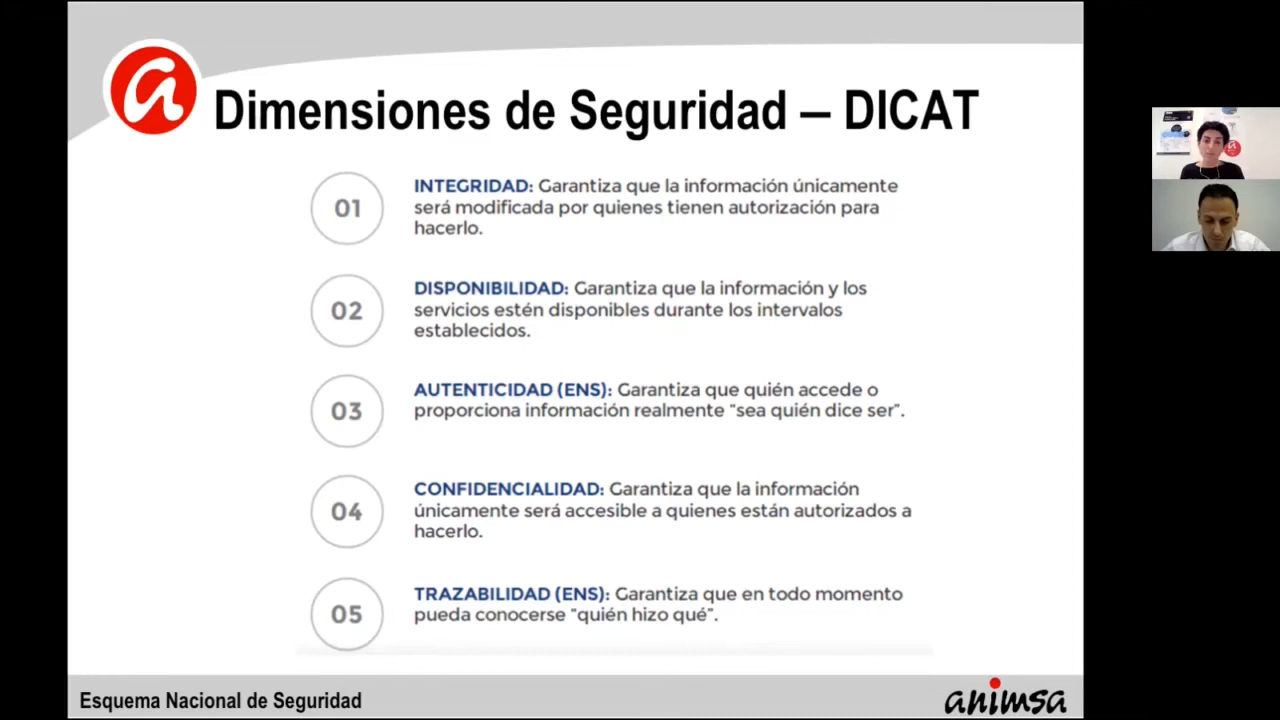 Dimensiones de Seguridad – DICAT
01
INTEGRIDAD: Garantiza que la información únicamente
será modificada por quienes tienen autorización para
hacerlo.
02
DISPONIBILIDAD: Garantiza que la información y los
servicios estén disponibles durante los intervalos
establecidos.
03
AUTENTICIDAD (ENS): Garantiza que quién accede o
proporciona información realmente “sea quién dice ser”.
04
CONFIDENCIALIDAD: Garantiza que la información
únicamente será accesible a quienes están autorizados a
hacerlo.
05
TRAZABILIDAD (ENS): Garantiza que en todo momento
pueda conocerse “quién hizo qué”.
Esquema Nacional de Seguridad
animsa